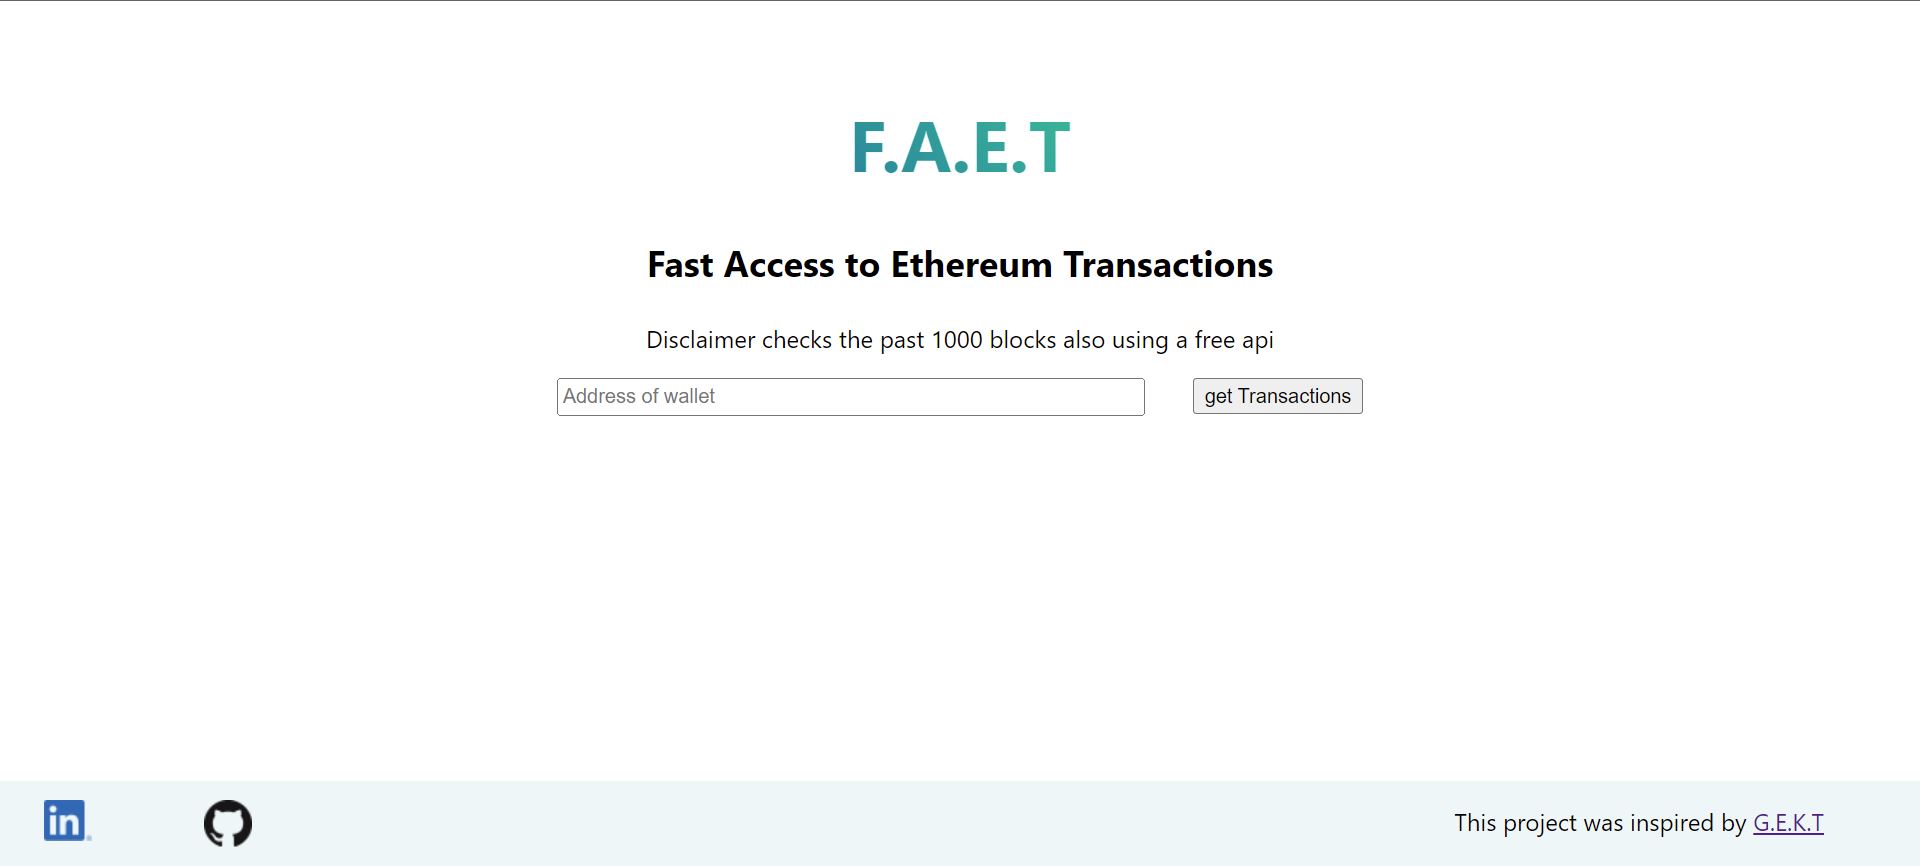 F.A.E.T
Fast Access to Ethereum Transactions
Disclaimer checks the past 1000 blocks also using a free api
Address of wallet
get Transactions
in
This project was inspired by G.E.K.T